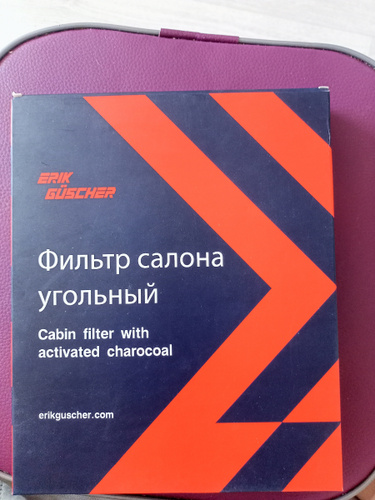 ERIK
GÜSCHER
Фильтр салона
угольный
Cabin filter with
activated charocoal
erikguscher.com